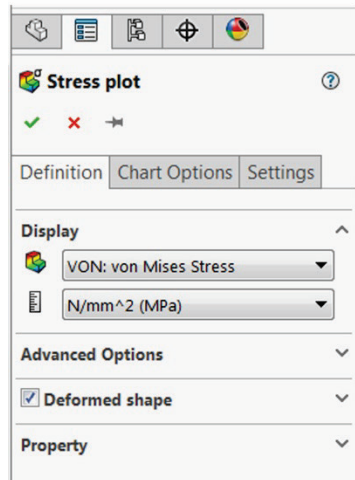 Stress plot
Definition Chart Options Settings
Display
VON: von Mises Stress
N/mm^2 (MPa)
Advanced Options
Deformed shape
Property